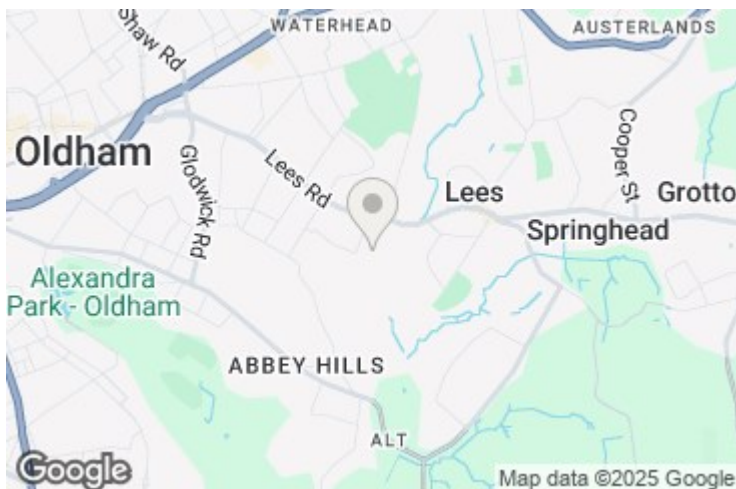 WATERHEAD
AUSTERLANDS
Shaw Rd
Oldham
Glodwick Rd
Lees Rd
Cooper St
Lees
Grotto
Springhead
Alexandra
Park - Oldham
ABBEY HILLS
ALT
Google
Map data ©2025 Google